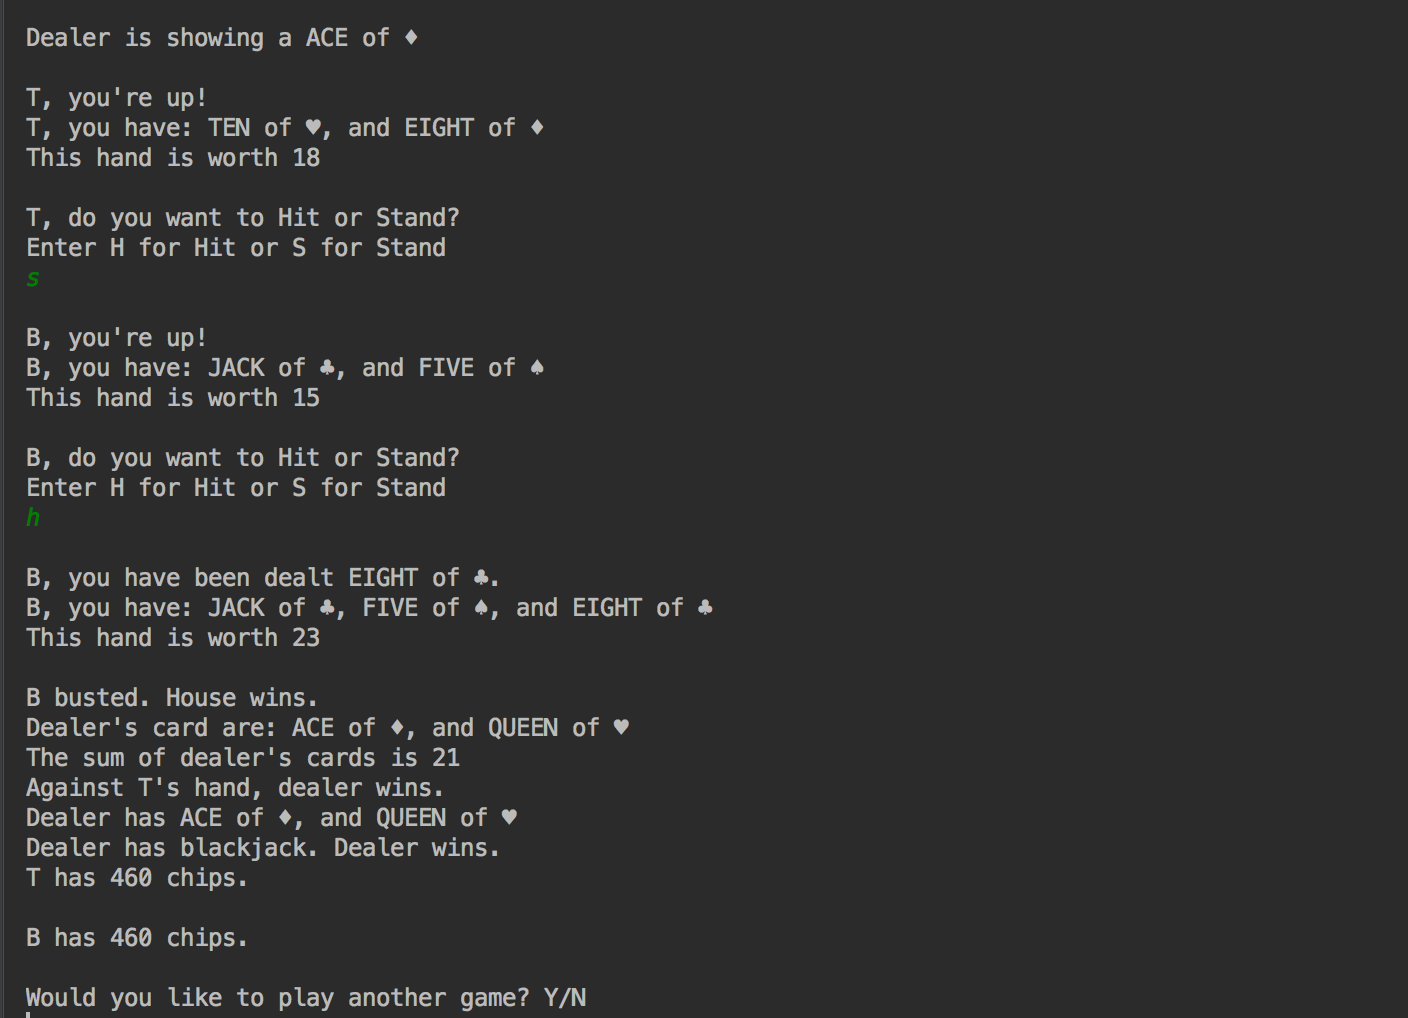 Dealer is showing a ACE of ♦
T, you're up!
T, you have: TEN of ♥, and EIGHT of ♦
This hand is worth 18
T, do you want to Hit or Stand?
Enter H for Hit or S for Stand
s
B, you're up!
B, you have: JACK of ♣, and FIVE of ♠
This hand is worth 15
B, do you want to Hit or Stand?
Enter H for Hit or S for Stand
h
B, you have been dealt EIGHT of ♣.
B, you have: JACK of ♣, FIVE of ♠, and EIGHT of ♣
This hand is worth 23
B busted. House wins.
Dealer's card are: ACE of ♦, and QUEEN of ♥
The sum of dealer's cards is 21
Against T's hand, dealer wins.
Dealer has ACE of ♦, and QUEEN of ♥
Dealer has blackjack. Dealer wins.
T has 460 chips.
B has 460 chips.
Would you like to play another game? Y/N